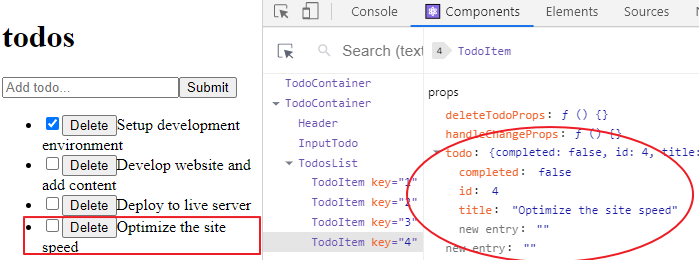 todos
Add todo...
Submit
Delete Setup development
environment
Delete Develop website and
add content
Delete Deploy to live server
Delete Optimize the site
speed
Console
Components
Elements
Sources
Search (text
4 TodoItem
TodoContainer
TodoContainer
Header
InputTodo
TodosList
TodoItem key="1"
TodoItem key="2"
TodoItem key="3"
TodoItem key="4"
props
deleteTodoProps: ƒ () {}
handleChangeProps: ƒ () {}
todo: {completed: false, id: 4, title:
completed: false
id: 4
title: "Optimize the site speed"
new entry: ""
new entry: ""